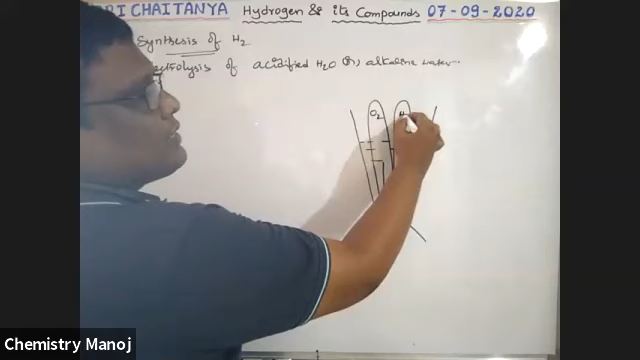 RI CHAITANYA Hydrogen & its Compounds 07-09-2020
Synthesis of H2
of acidified H2O (or) alkaline water
O2
Chemistry Manoj